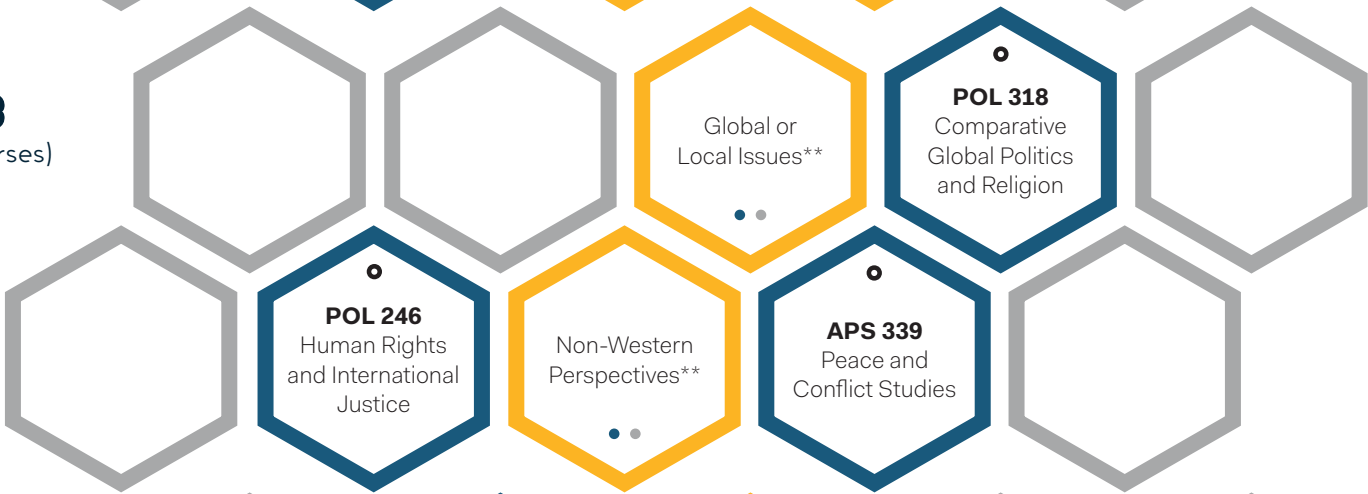 rses)
Global or
Local Issues**
POL 318
Comparative
Global Politics
and Religion
POL 246
Human Rights
and International
Justice
Non-Western
Perspectives**
APS 339
Peace and
Conflict Studies